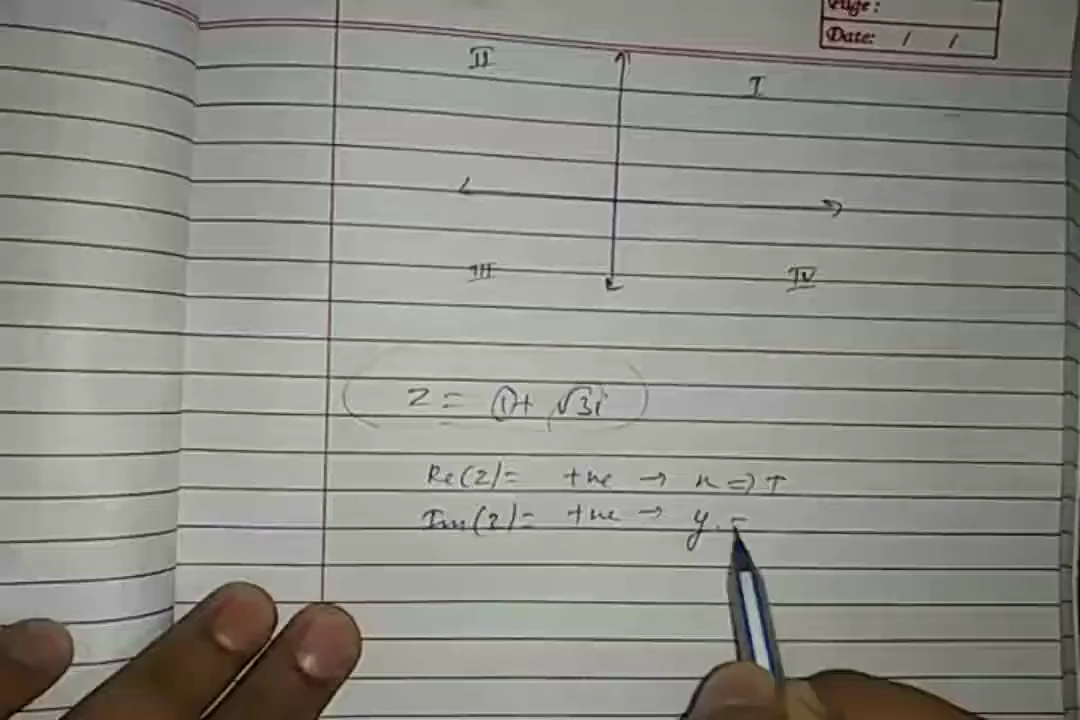 Page :
Date: / /
II
I
III
IV
z = 1 + √3i
Re(z) = +ve → x => +
Im(z) = +ve → y =